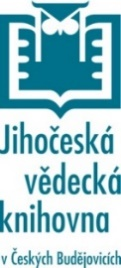 Jihočeská
vědecká
knihovna
v Českých Budějovicích